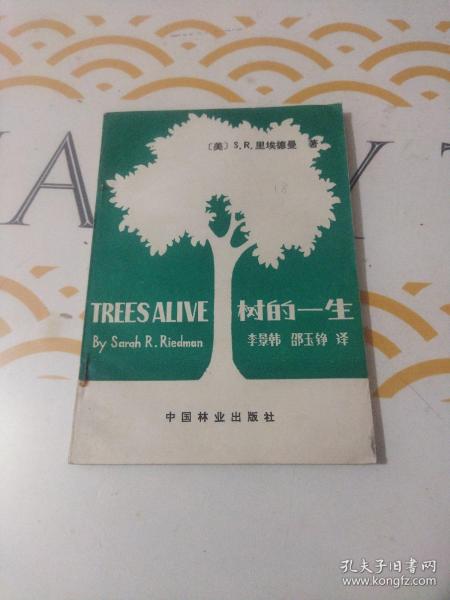 〔美〕S.R.里埃德曼 著
18
TREES ALIVE 树的一生
By Sarah R. Riedman 李景韩 邵玉铮 译
中国林业出版社
孔夫子旧书网
www.kongfz.com